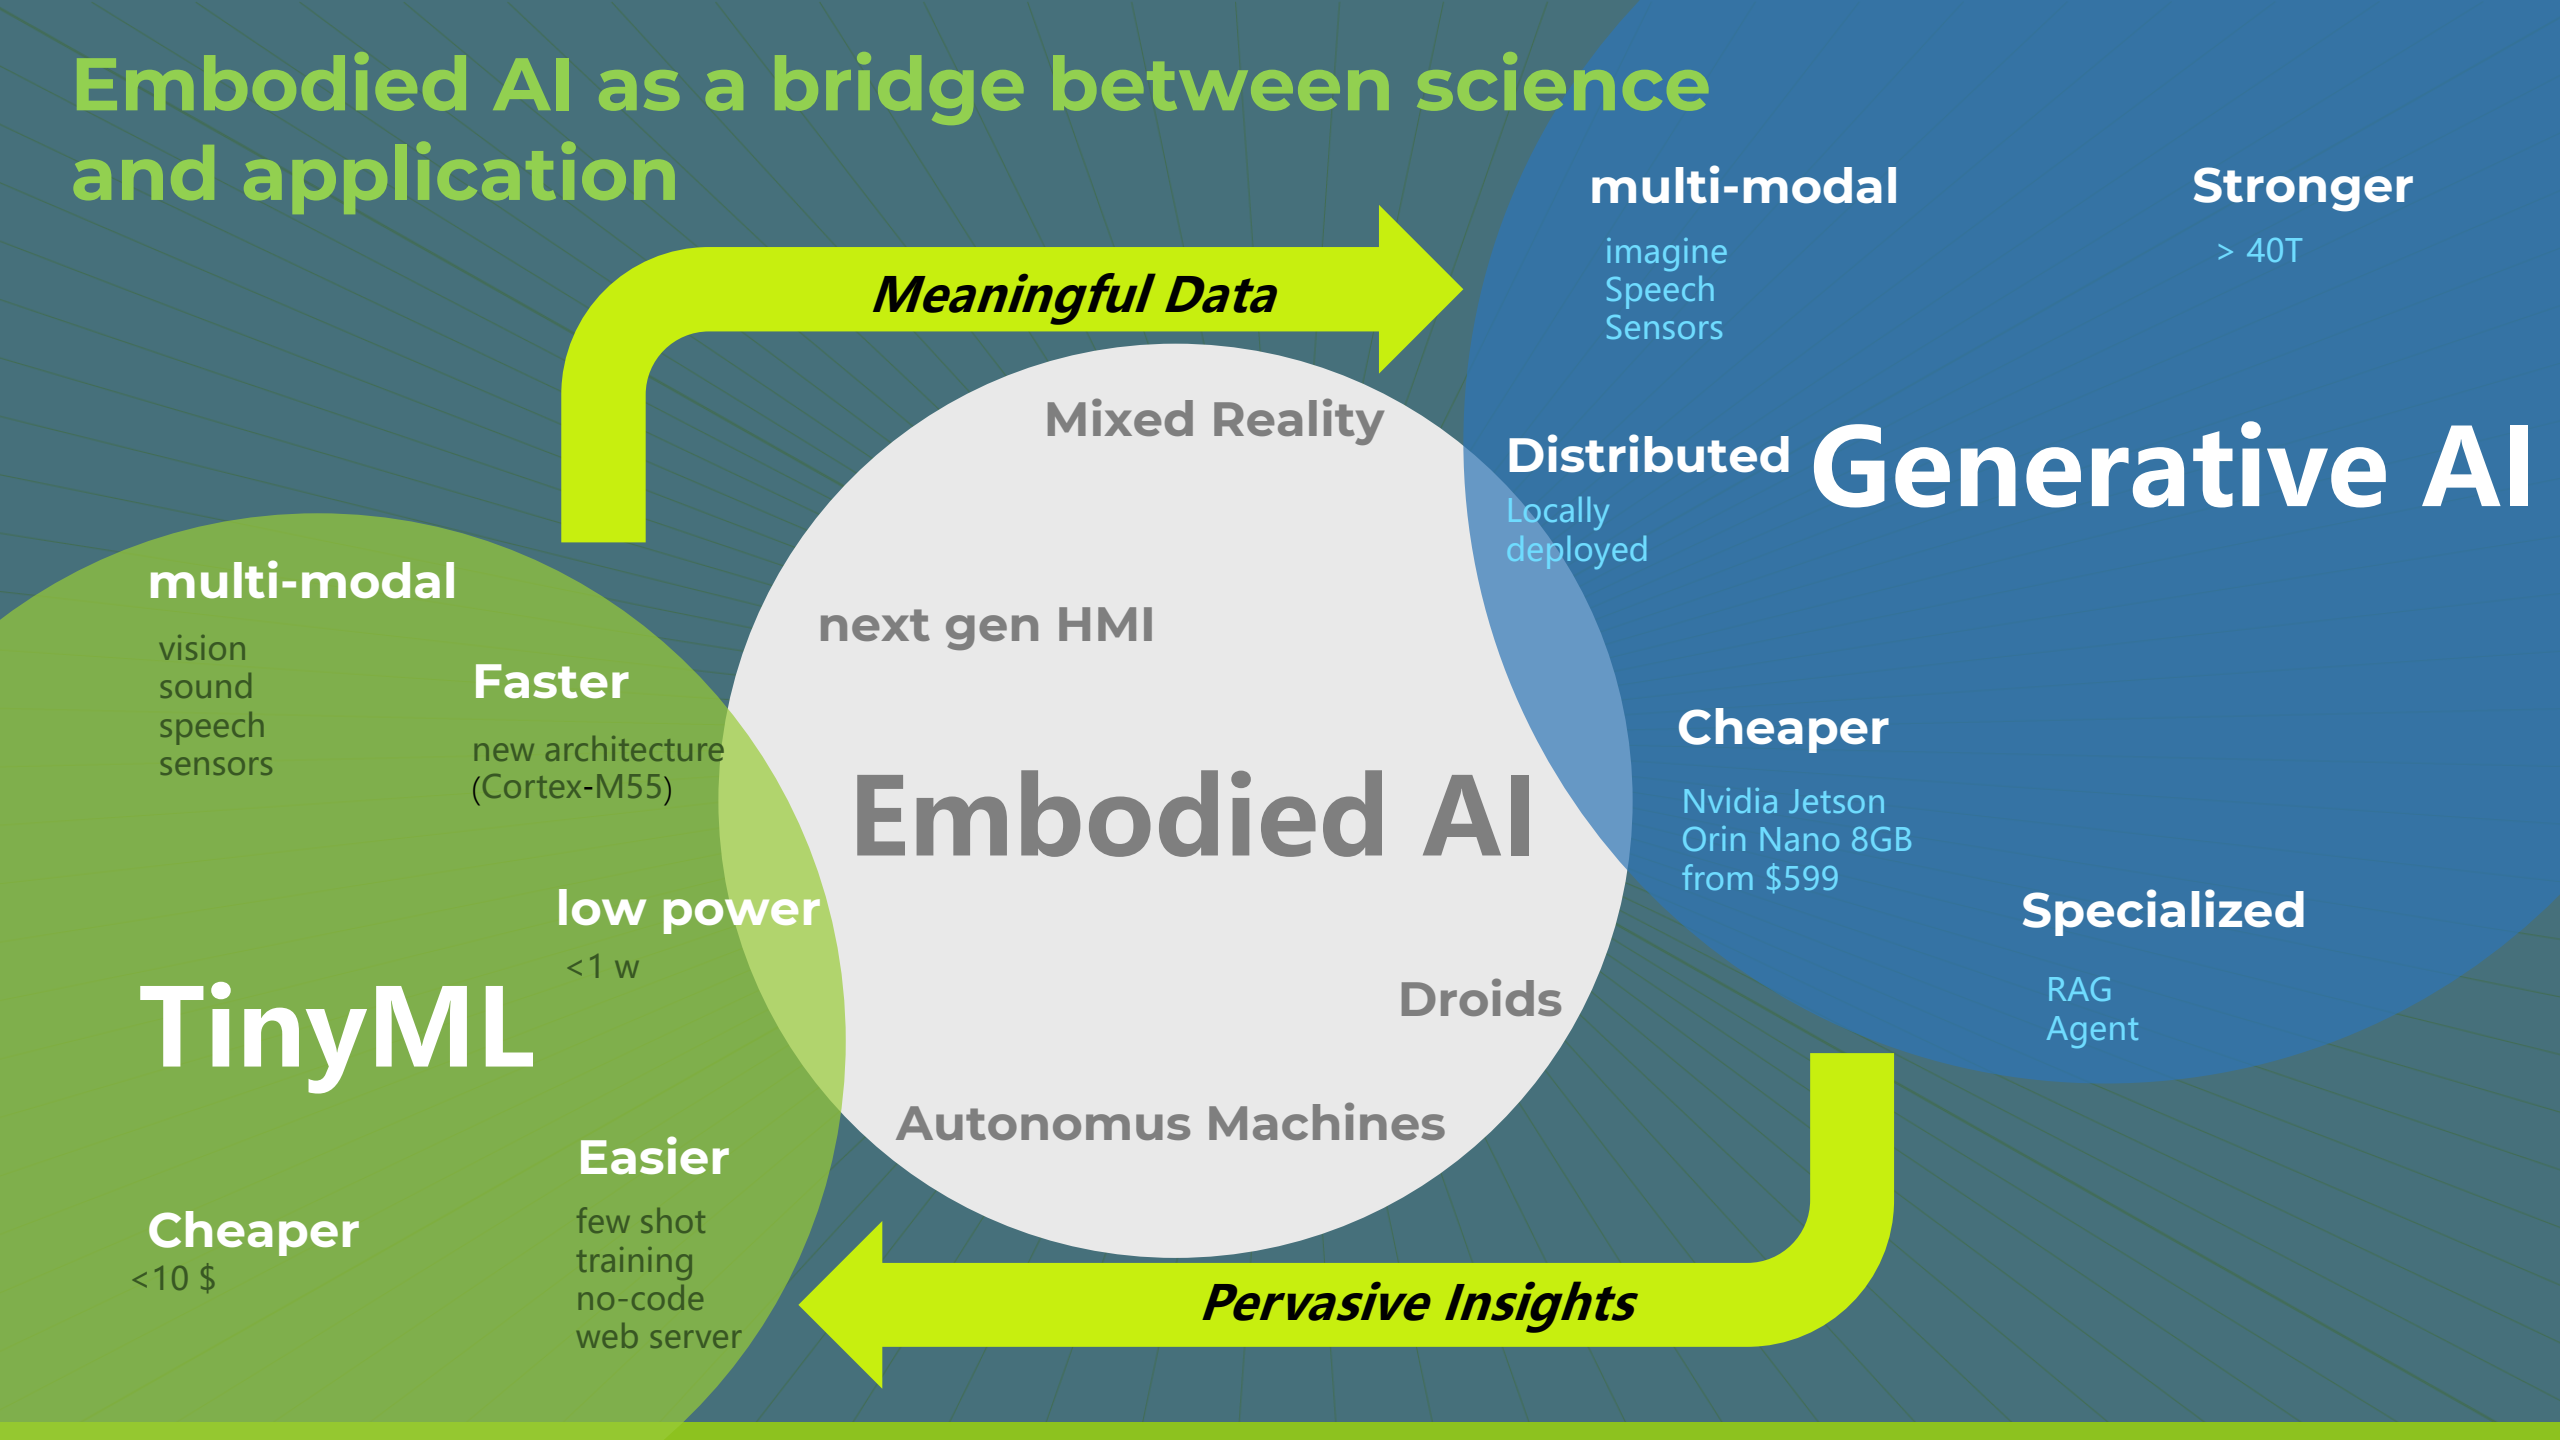 Embodied AI as a bridge between science
and application
Meaningful Data
multi-modal
imagine
Speech
Sensors
Stronger
> 40T
Distributed
Locally
deployed
Generative AI
Cheaper
Nvidia Jetson
Orin Nano 8GB
from $599
Specialized
RAG
Agent
Mixed Reality
next gen HMI
Embodied AI
Droids
Autonomus Machines
multi-modal
vision
sound
speech
sensors
Faster
new architecture
(Cortex-M55)
low power
<1 w
TinyML
Easier
few shot
training
no-code
web server
Cheaper
<10 $
Pervasive Insights